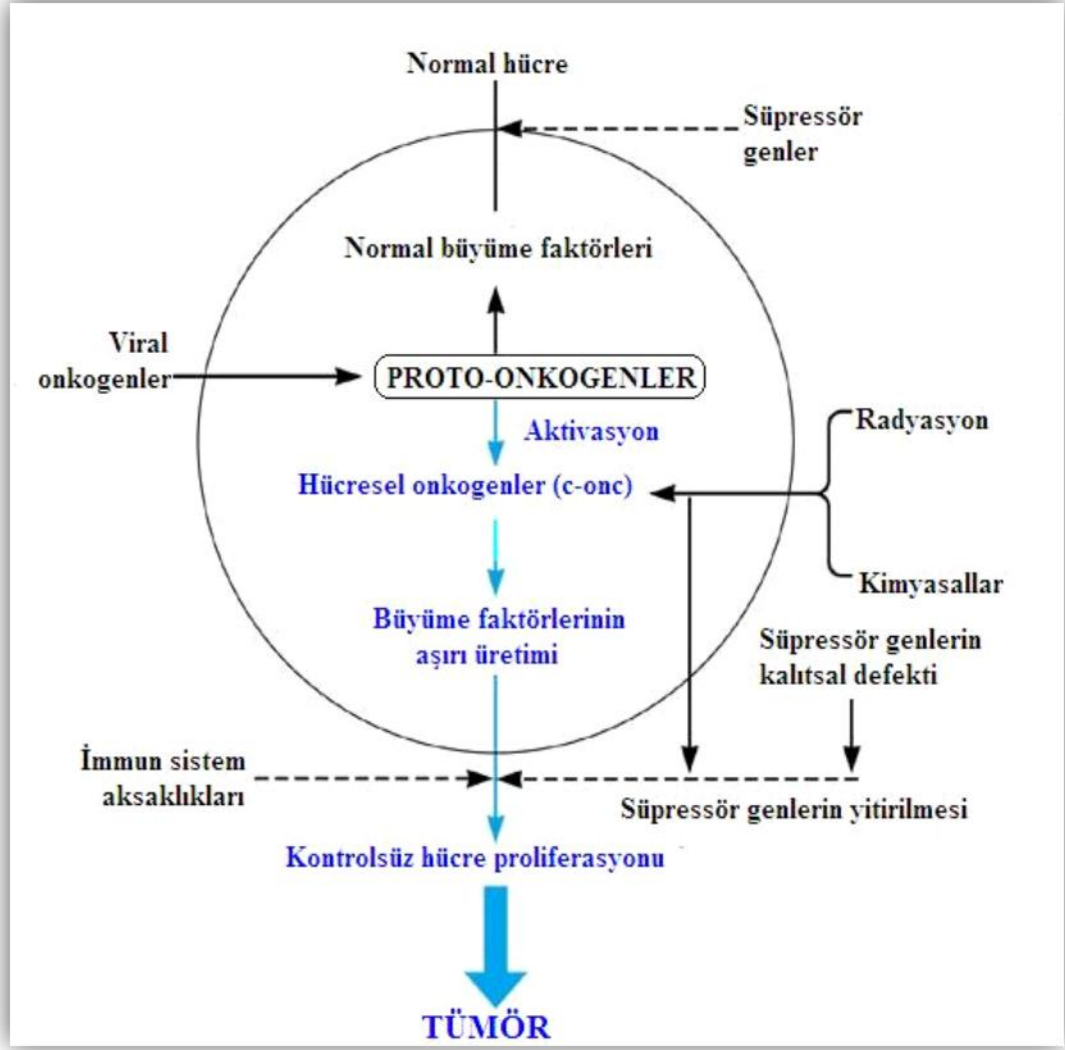 Normal hücre
Süpressör
genler
Normal büyüme faktörleri
Viral
onkogenler
PROTO-ONKOGENLER
Aktivasyon
Radyasyon
Hücresel onkogenler (c-onc)
Kimyasallar
Büyüme faktörlerinin
aşırı üretimi
Süpressör genlerin
kalıtsal defekti
İmmun sistem
aksaklıkları
Süpressör genlerin yitirilmesi
Kontrolsüz hücre proliferasyonu
TÜMÖR